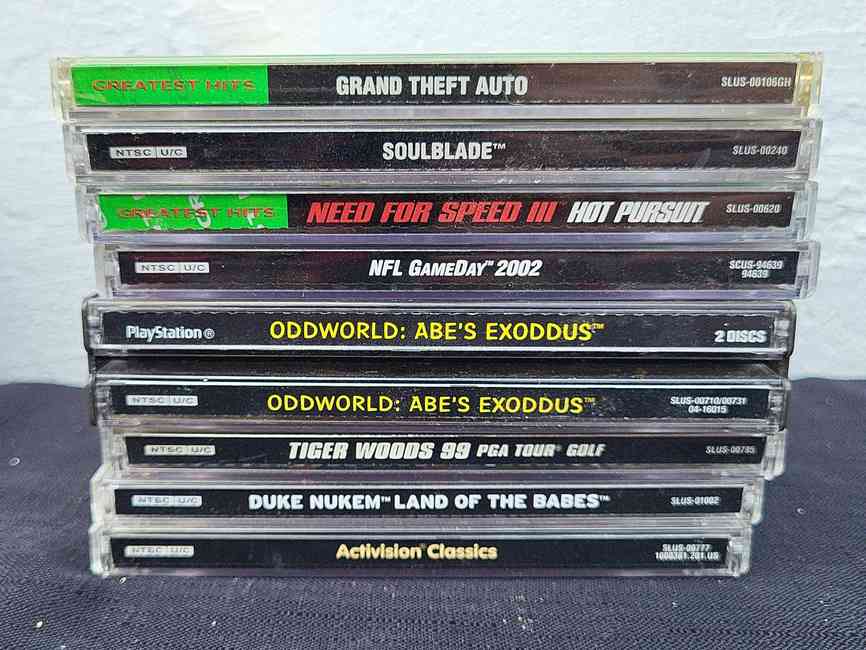 GREATEST HITS GRAND THEFT AUTO SLUS-00106GH
NTSC U/C SOULBLADE™ SLUS-00240
GREATEST HITS NEED FOR SPEED III HOT PURSUIT SLUS-00620
NTSC U/C NFL GAMEDAY™ 2002 SCUS-94639
94639
PlayStation® ODDWORLD: ABE'S EXODDUS™ 2 DISCS
NTSC U/C ODDWORLD: ABE'S EXODDUS™ SLUS-00710/00731
04-16015
NTSC U/C TIGER WOODS 99 PGA TOUR® GOLF SLUS-00785
NTSC U/C DUKE NUKEM™ LAND OF THE BABES™ SLUS-01002
NTSC U/C Activision® Classics SLUS-00777
1000381.201.US